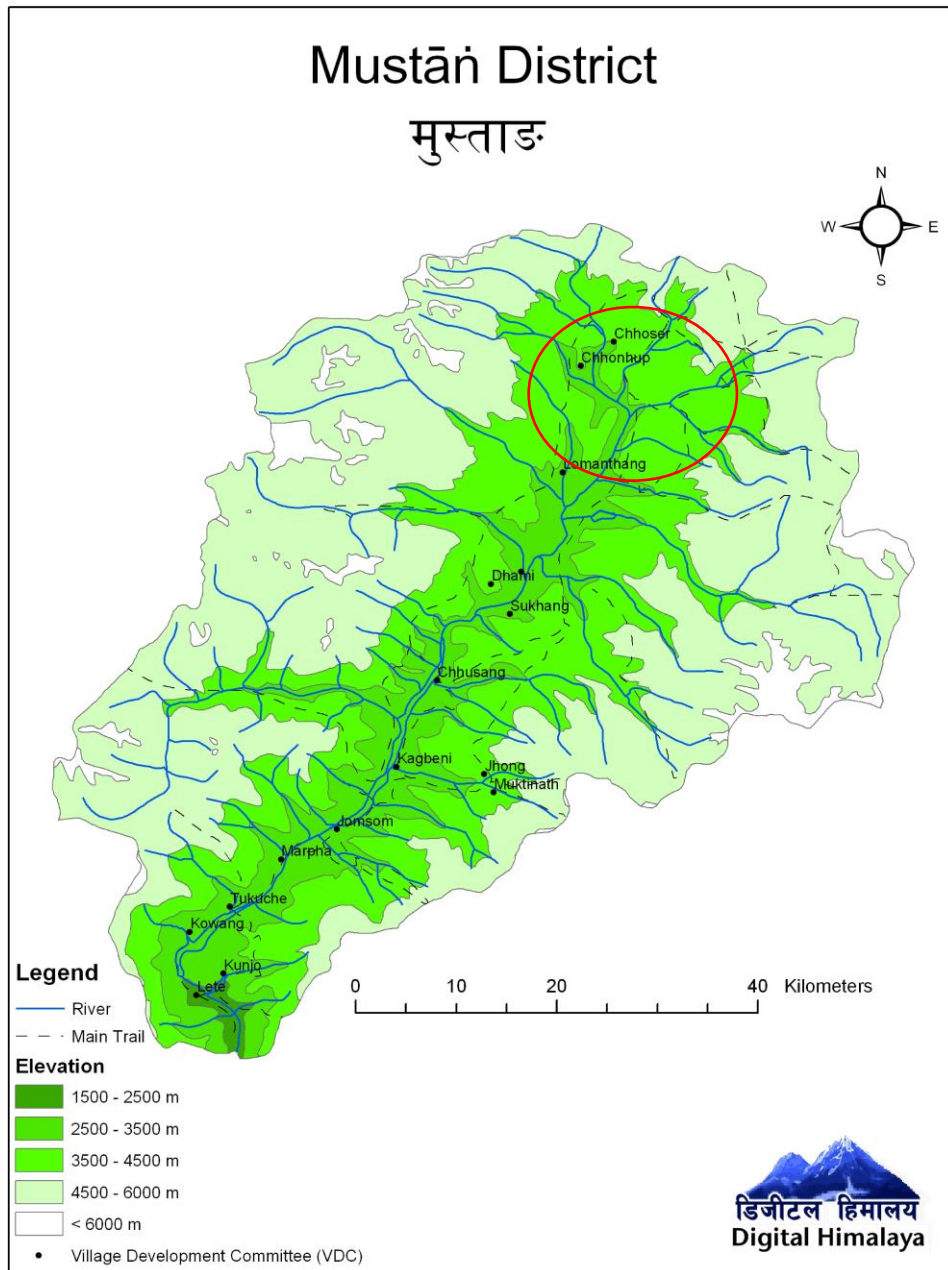 Mustāṅ District
मुस्ताङ
N
W
E
S
Chhoser
Chhonhup
Lomanthang
Dhami
Sukhang
Chhusang
Kagbeni
Jhong
Muktinath
Jomsom
Marpha
Tukuche
Kowang
Kunjo
Lete
Legend
River
Main Trail
Elevation
1500 - 2500 m
2500 - 3500 m
3500 - 4500 m
4500 - 6000 m
< 6000 m
Village Development Committee (VDC)
0 10 20 40 Kilometers
डिजीटल हिमालय
Digital Himalaya